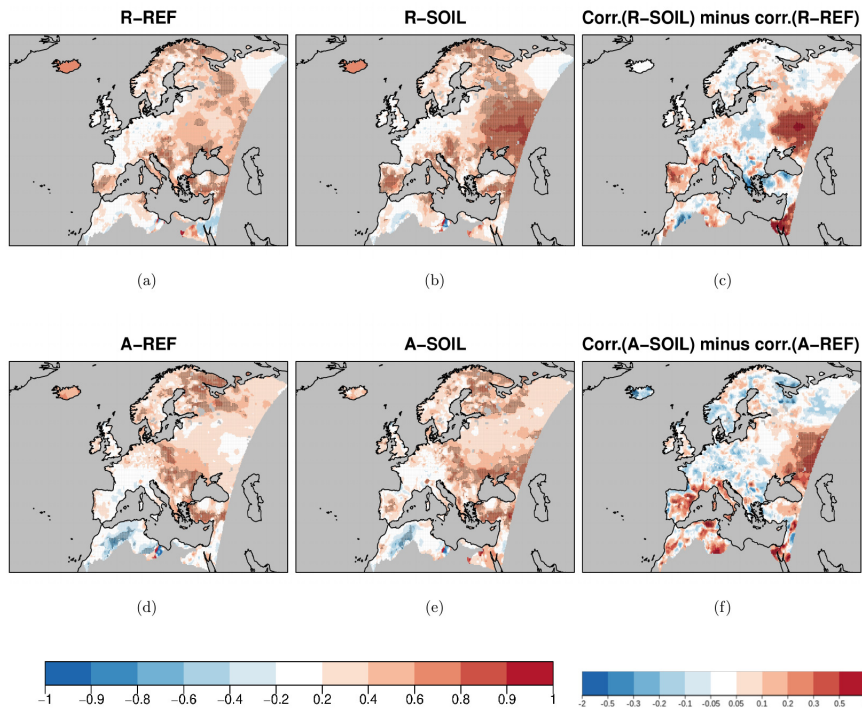 R−REF
R−SOIL
Corr.(R−SOIL) minus corr.(R−REF)
(a)
(b)
(c)
A−REF
A−SOIL
Corr.(A−SOIL) minus corr.(A−REF)
(d)
(e)
(f)
−1 −0.9 −0.8 −0.6 −0.4 −0.2 0.2 0.4 0.6 0.8 0.9 1
-2 -0.5 -0.3 -0.2 -0.1 -0.05 0.05 0.1 0.2 0.3 0.5